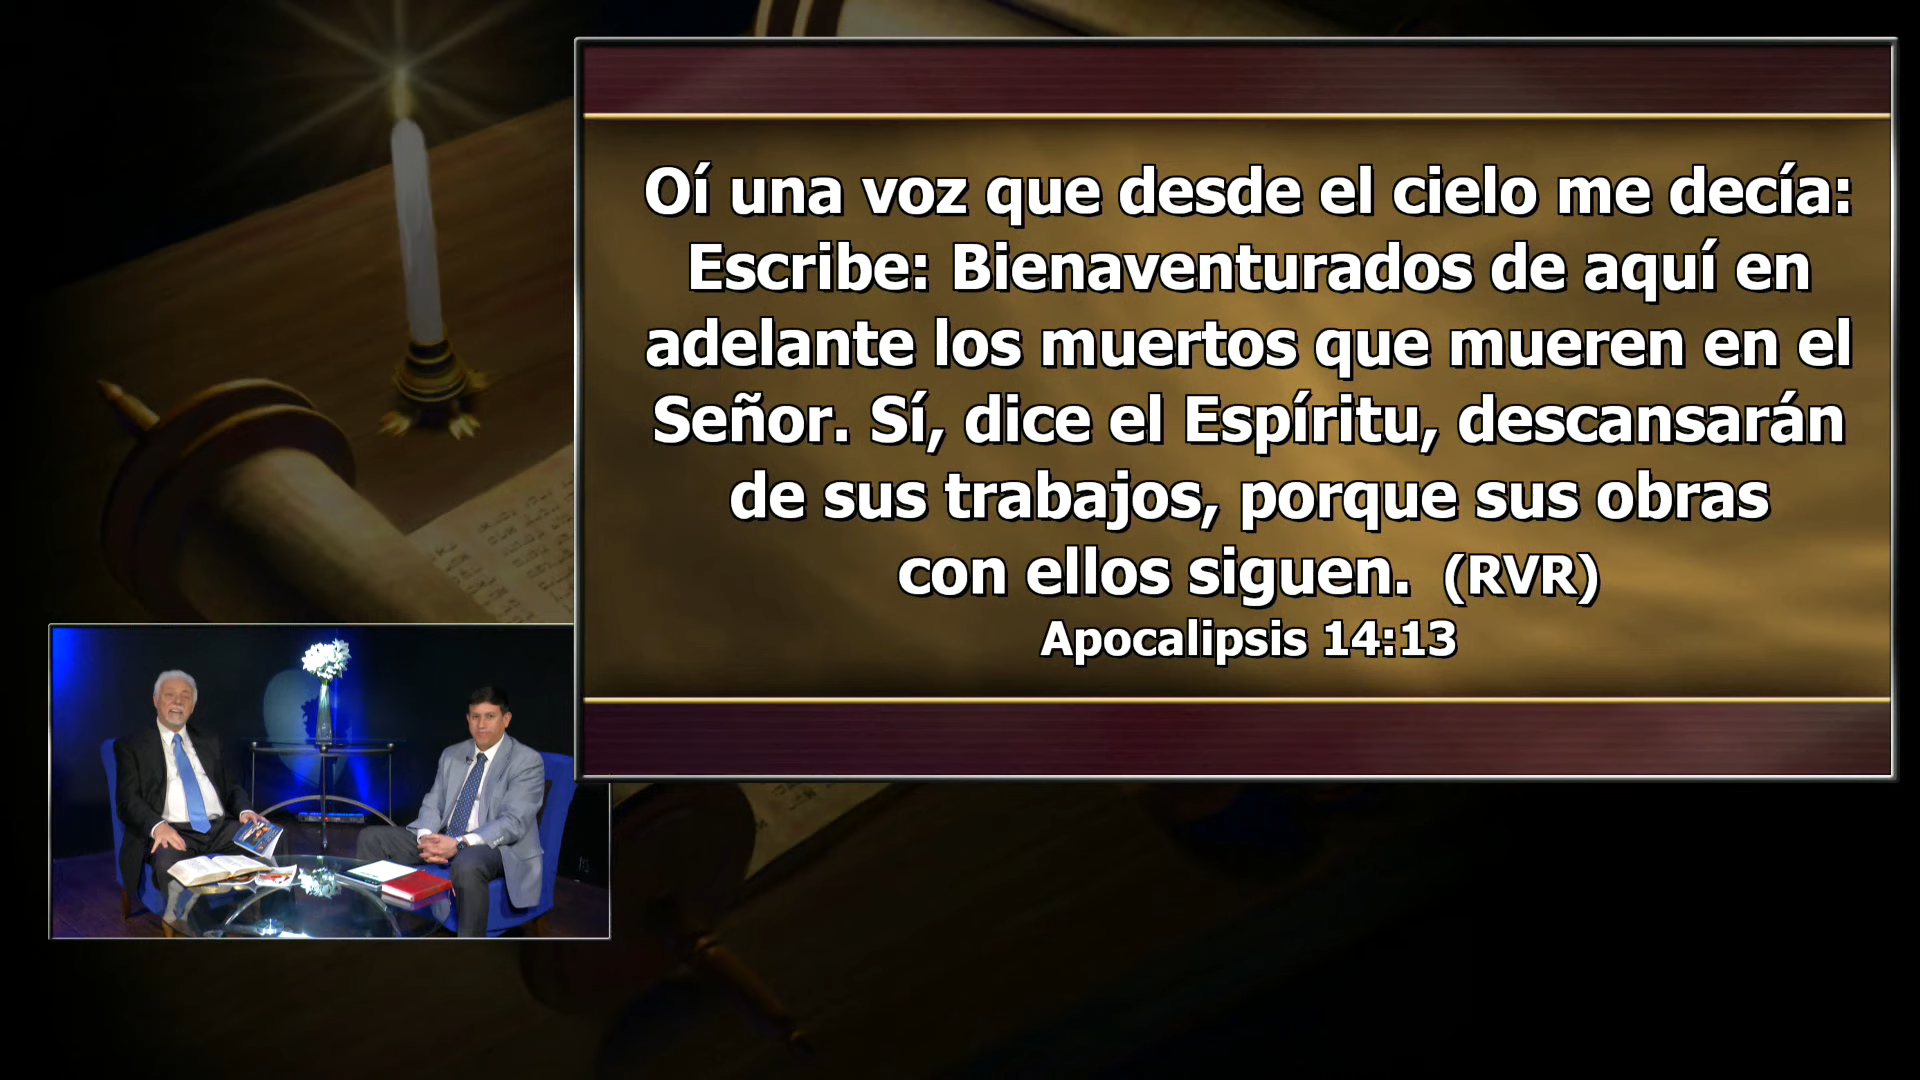 Oí una voz que desde el cielo me decía:
Escribe: Bienaventurados de aquí en
adelante los muertos que mueren en el
Señor. Sí, dice el Espíritu, descansarán
de sus trabajos, porque sus obras
con ellos siguen. (RVR)
Apocalipsis 14:13